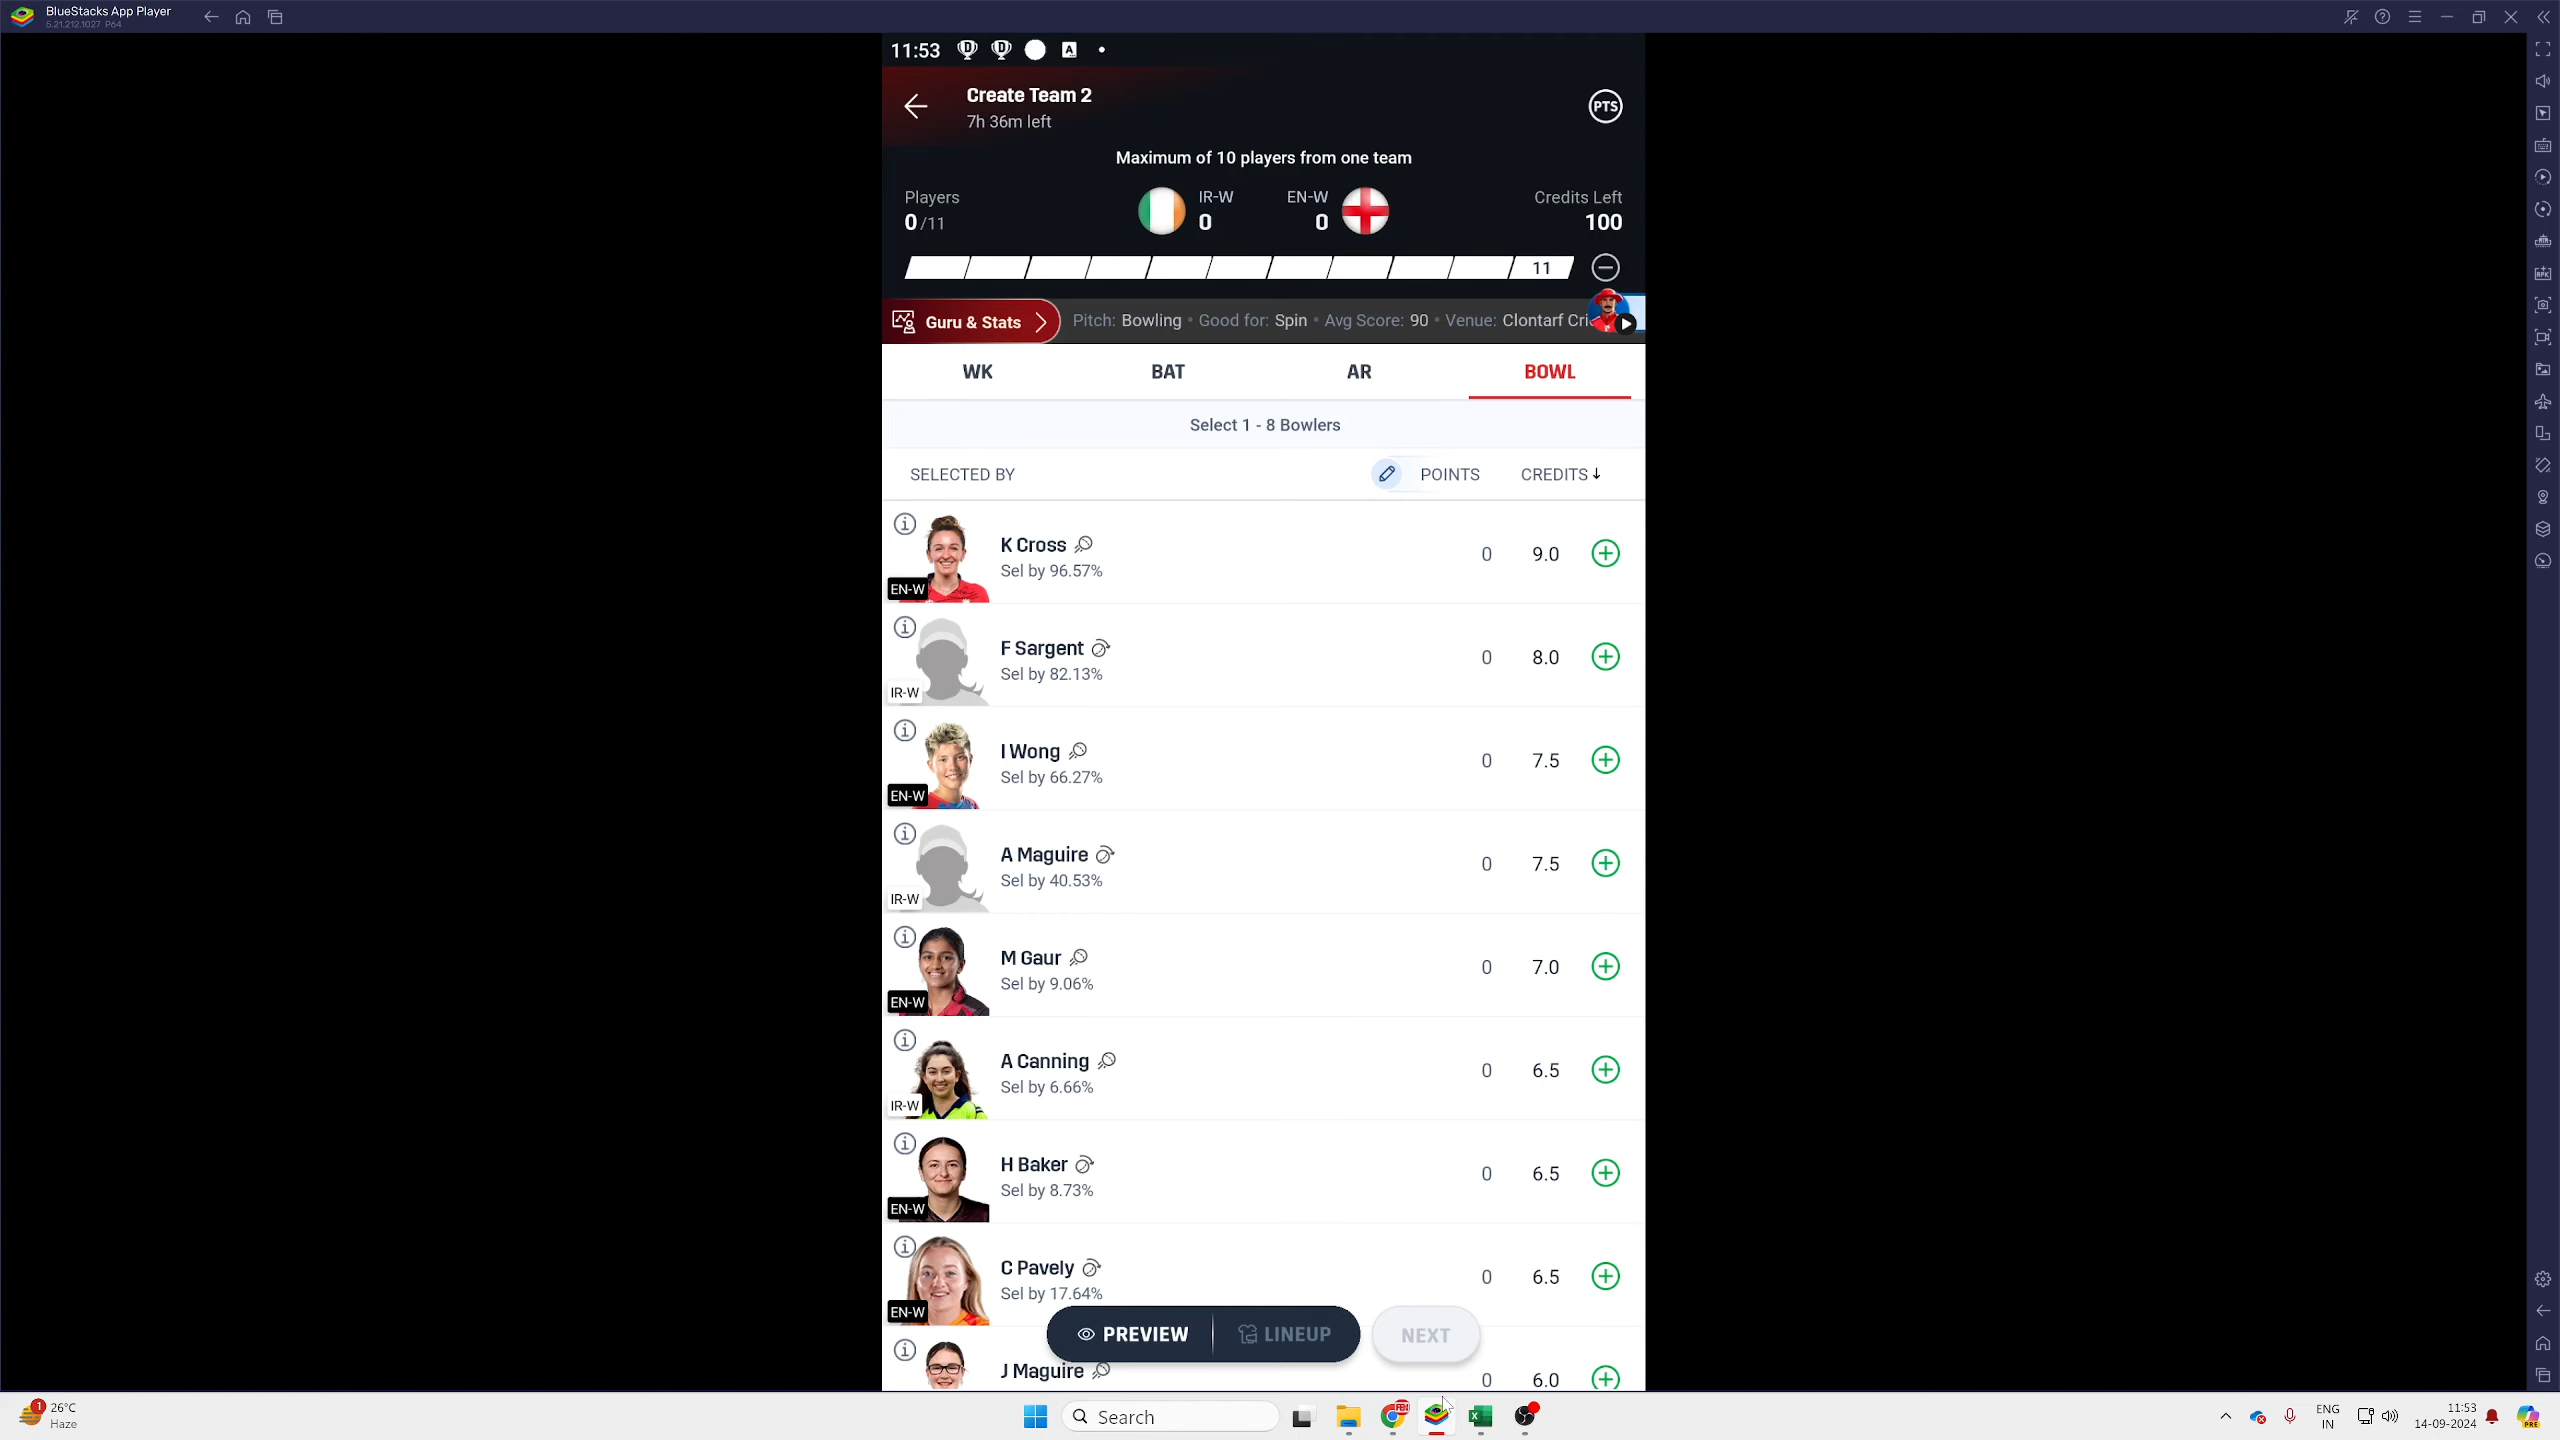 BlueStacks App Player
5.21.212.1027 P64
11:53
Create Team 2
7h 36m left
PTS
Maximum of 10 players from one team
Players
0/11
IR-W
0
EN-W
0
Credits Left
100
11
Guru & Stats
Pitch: Bowling • Good for: Spin • Avg Score: 90 • Venue: Clontarf Cri
WK BAT AR BOWL
Select 1 - 8 Bowlers
SELECTED BY POINTS CREDITS↓
K Cross
Sel by 96.57%
EN-W
0 9.0
F Sargent
Sel by 82.13%
IR-W
0 8.0
I Wong
Sel by 66.27%
EN-W
0 7.5
A Maguire
Sel by 40.53%
IR-W
0 7.5
M Gaur
Sel by 9.06%
EN-W
0 7.0
A Canning
Sel by 6.66%
IR-W
0 6.5
H Baker
Sel by 8.73%
EN-W
0 6.5
C Pavely
Sel by 17.64%
EN-W
0 6.5
PREVIEW LINEUP NEXT
J Maguire
0 6.0
1
26°C
Haze
Search
ENG
IN
11:53
14-09-2024
PRE